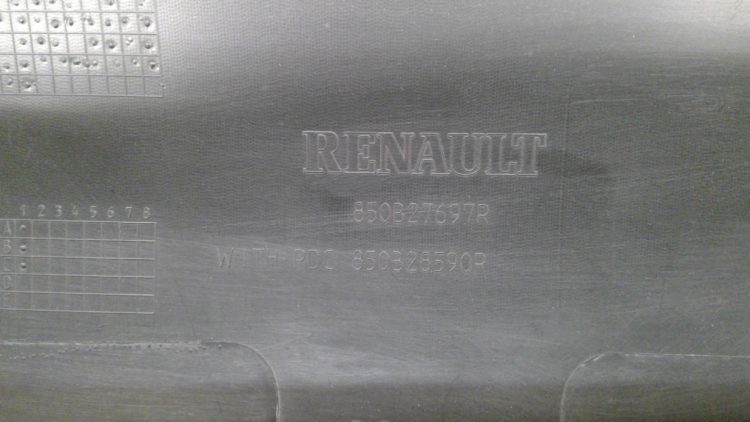 RENAULT
850B27697R
1 2 3 4 5 6 7 8
A
B
C
D
E
WITH PDC 850B28590R